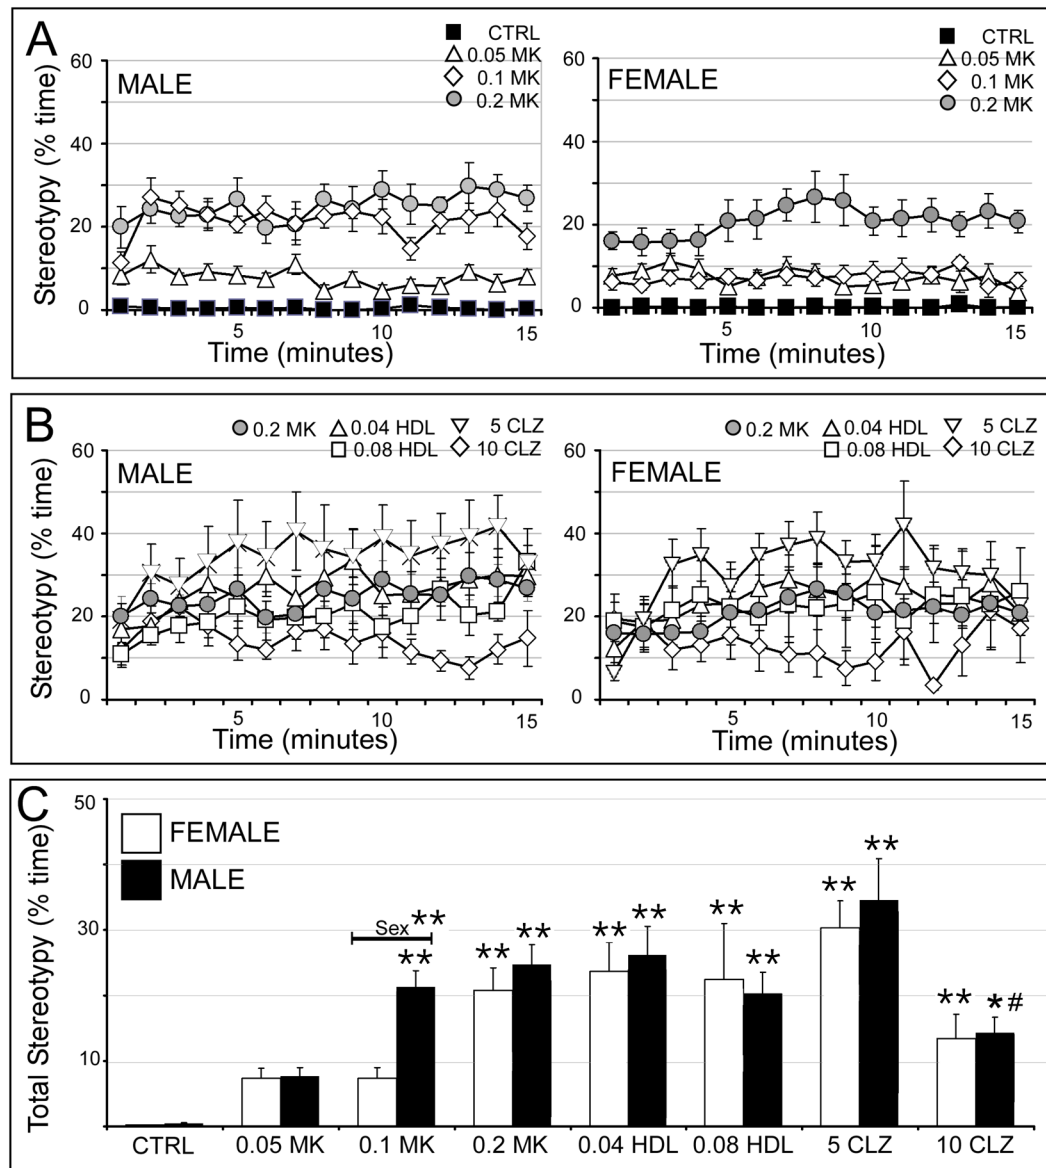 A
MALE
CTRL
0.05 MK
0.1 MK
0.2 MK
60
40
20
0
Stereotypy (% time)
5
10
15
Time (minutes)
FEMALE
CTRL
0.05 MK
0.1 MK
0.2 MK
60
40
20
0
5
10
15
Time (minutes)
B
0.2 MK 0.04 HDL 5 CLZ
0.08 HDL 10 CLZ
MALE
60
40
20
0
Stereotypy (% time)
5
10
15
Time (minutes)
0.2 MK 0.04 HDL 5 CLZ
0.08 HDL 10 CLZ
FEMALE
60
40
20
0
5
10
15
Time (minutes)
C
FEMALE
MALE
50
30
10
Total Stereotypy (% time)
Sex **
**
** **
** **
** **
** **
** * #
CTRL 0.05 MK 0.1 MK 0.2 MK 0.04 HDL 0.08 HDL 5 CLZ 10 CLZ